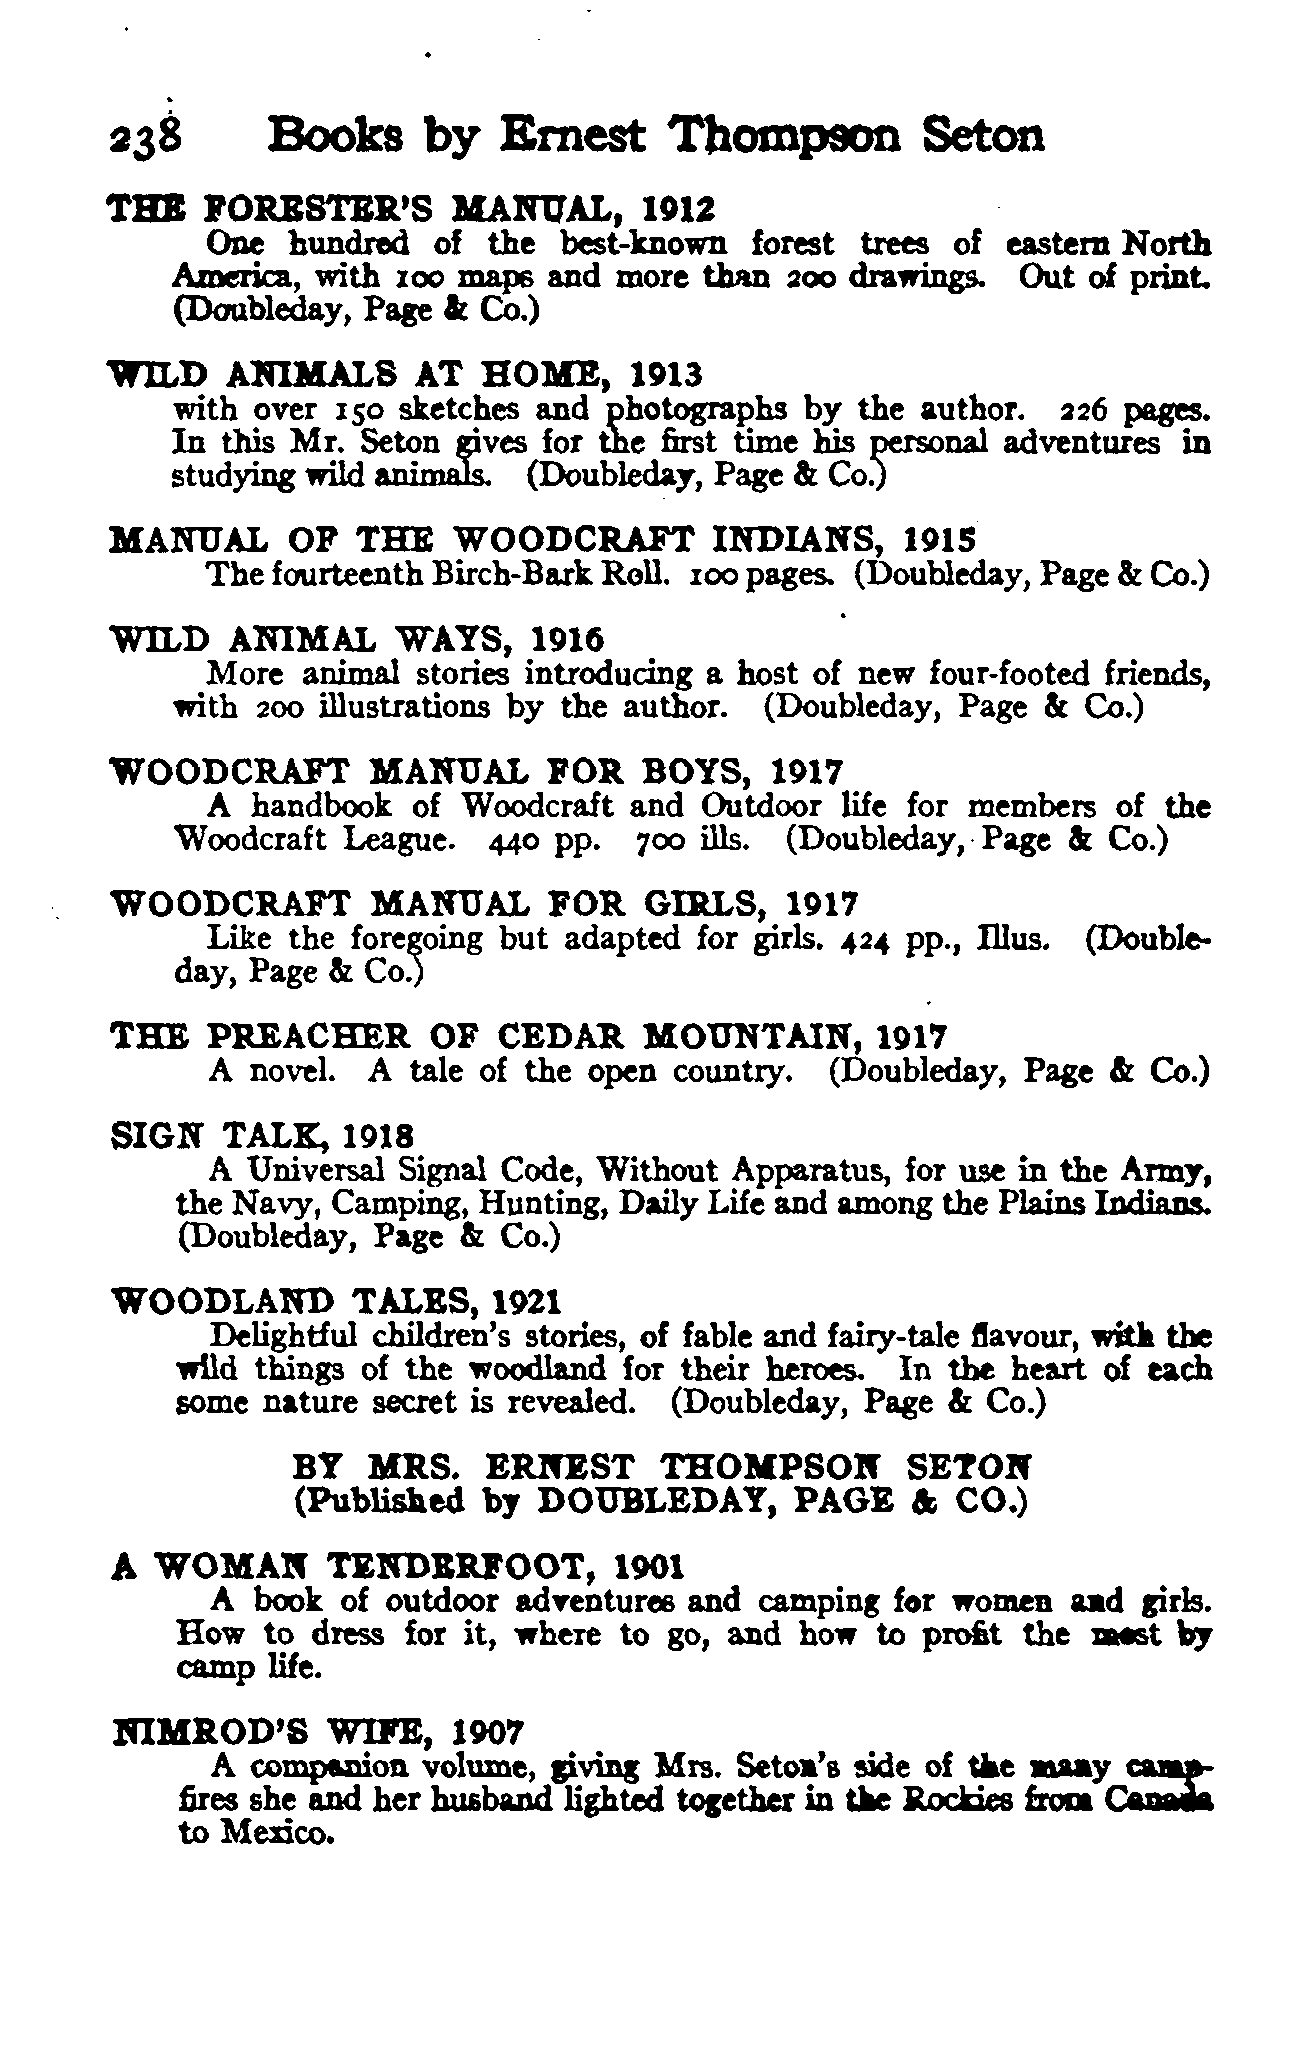 238 Books by Ernest Thompson Seton
THE FORESTER'S MANUAL, 1912
One hundred of the best-known forest trees of eastern North
America, with 100 maps and more than 200 drawings. Out of print.
(Doubleday, Page & Co.)
WILD ANIMALS AT HOME, 1913
with over 150 sketches and photographs by the author. 226 pages.
In this Mr. Seton gives for the first time his personal adventures in
studying wild animals. (Doubleday, Page & Co.)
MANUAL OF THE WOODCRAFT INDIANS, 1915
The fourteenth Birch-Bark Roll. 100 pages. (Doubleday, Page & Co.)
WILD ANIMAL WAYS, 1916
More animal stories introducing a host of new four-footed friends,
with 200 illustrations by the author. (Doubleday, Page & Co.)
WOODCRAFT MANUAL FOR BOYS, 1917
A handbook of Woodcraft and Outdoor life for members of the
Woodcraft League. 440 pp. 700 ills. (Doubleday, Page & Co.)
WOODCRAFT MANUAL FOR GIRLS, 1917
Like the foregoing but adapted for girls. 424 pp., Illus. (Double-
day, Page & Co.)
THE PREACHER OF CEDAR MOUNTAIN, 1917
A novel. A tale of the open country. (Doubleday, Page & Co.)
SIGN TALK, 1918
A Universal Signal Code, Without Apparatus, for use in the Army,
the Navy, Camping, Hunting, Daily Life and among the Plains Indians.
(Doubleday, Page & Co.)
WOODLAND TALES, 1921
Delightful children's stories, of fable and fairy-tale flavour, with the
wild things of the woodland for their heroes. In the heart of each
some nature secret is revealed. (Doubleday, Page & Co.)
BY MRS. ERNEST THOMPSON SETON
(Published by DOUBLEDAY, PAGE & CO.)
A WOMAN TENDERFOOT, 1901
A book of outdoor adventures and camping for women and girls.
How to dress for it, where to go, and how to profit the most by
camp life.
NIMROD'S WIFE, 1907
A companion volume, giving Mrs. Seton's side of the many camp-
fires she and her husband lighted together in the Rockies from Canada
to Mexico.